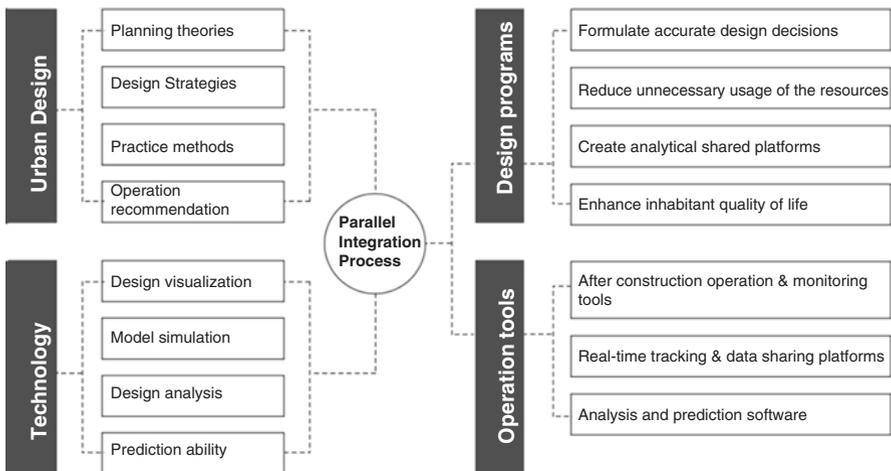 Urban Design
Planning theories
Design Strategies
Practice methods
Operation
recommendation
Technology
Design visualization
Model simulation
Design analysis
Prediction ability
Parallel
Integration
Process
Design programs
Formulate accurate design decisions
Reduce unnecessary usage of the resources
Create analytical shared platforms
Enhance inhabitant quality of life
Operation tools
After construction operation & monitoring
tools
Real-time tracking & data sharing platforms
Analysis and prediction software